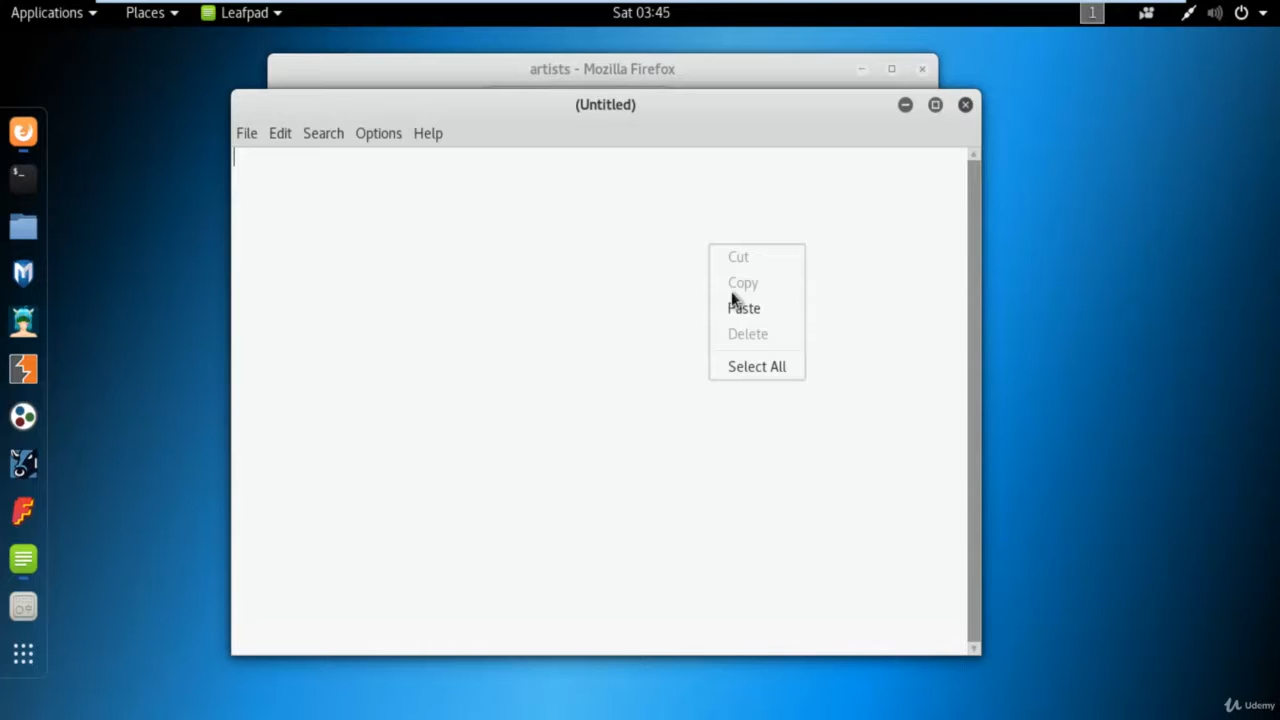 Applications Places Leafpad Sat 03:45 1
artists - Mozilla Firefox
(Untitled)
File Edit Search Options Help
Cut
Copy
Paste
Delete
Select All
Udemy